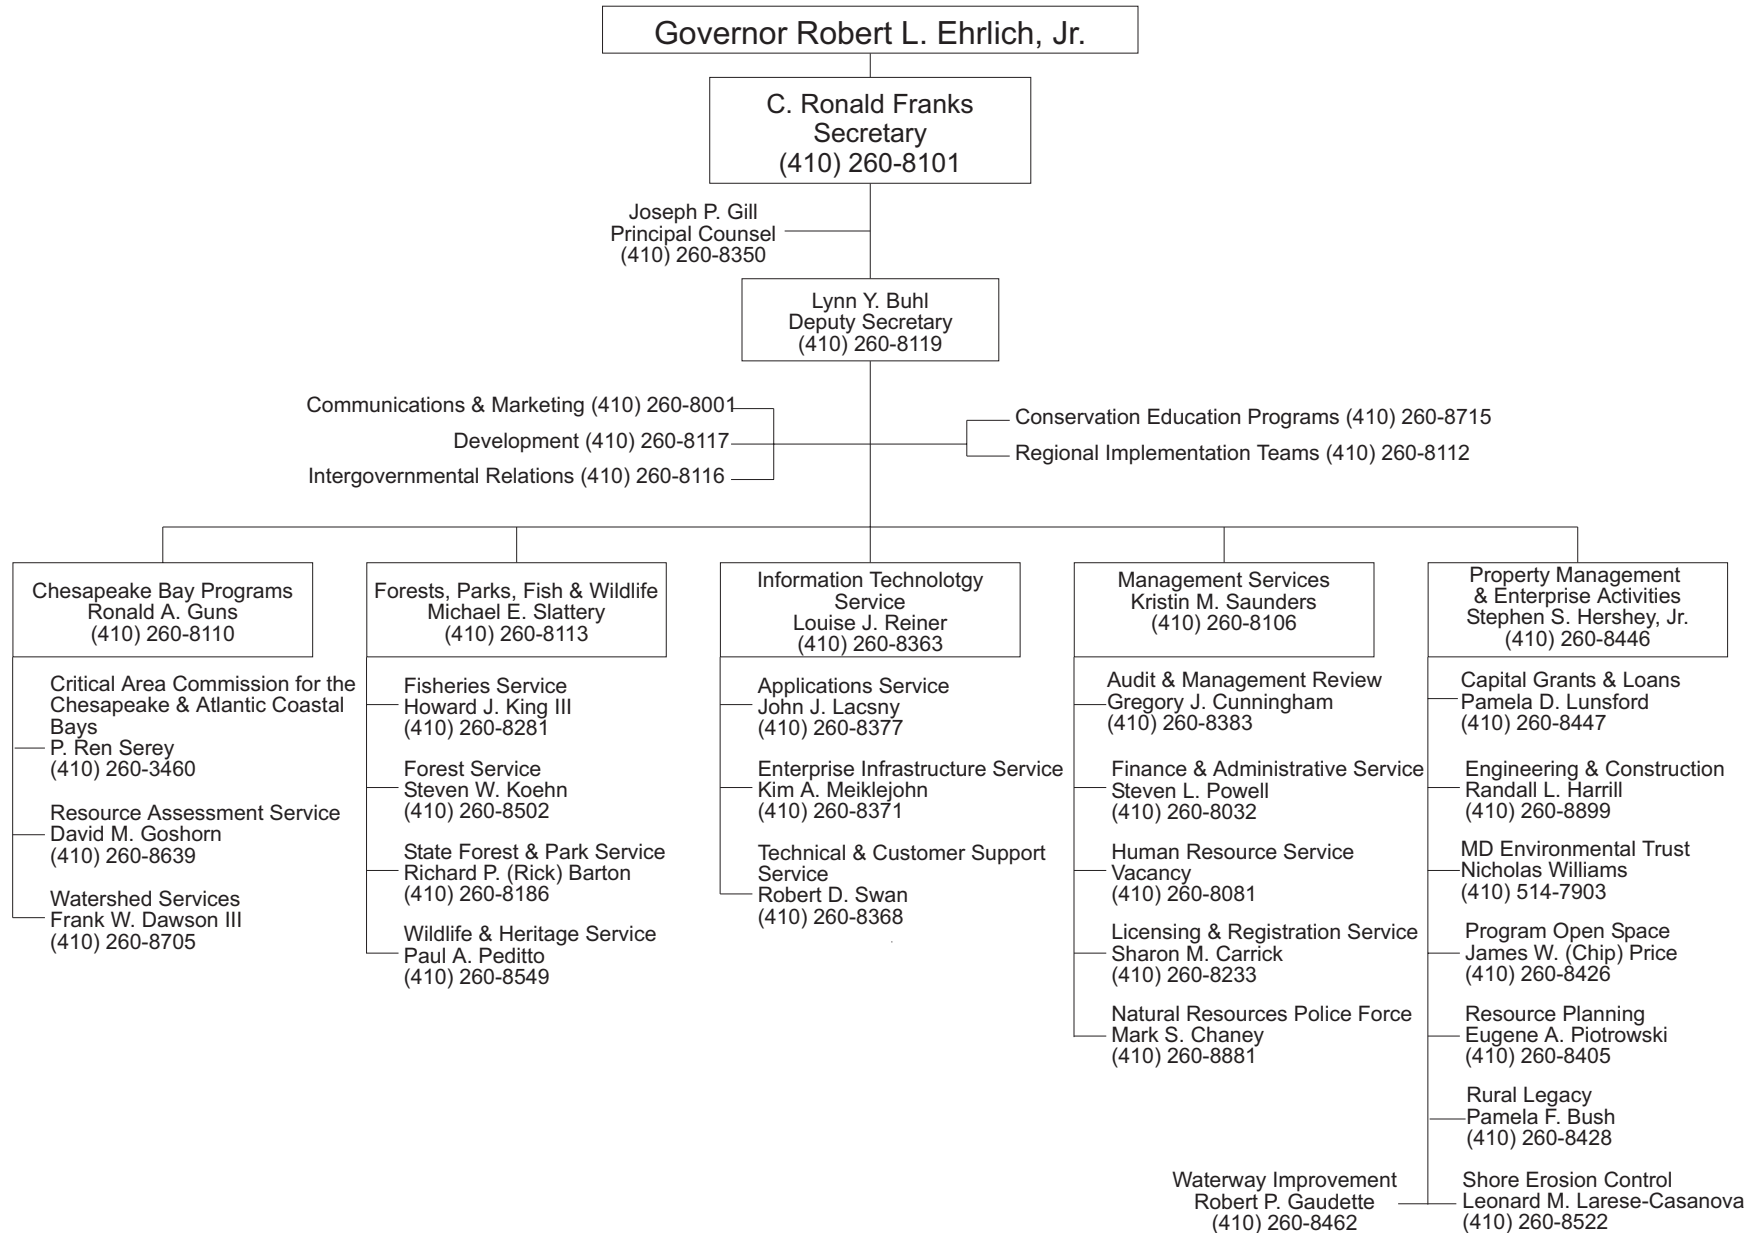 Governor Robert L. Ehrlich, Jr.
C. Ronald Franks
Secretary
(410) 260-8101
Joseph P. Gill
Principal Counsel
(410) 260-8350
Lynn Y. Buhl
Deputy Secretary
(410) 260-8119
Communications & Marketing (410) 260-8001
Development (410) 260-8117
Intergovernmental Relations (410) 260-8116
Conservation Education Programs (410) 260-8715
Regional Implementation Teams (410) 260-8112
Chesapeake Bay Programs
Ronald A. Guns
(410) 260-8110
Critical Area Commission for the
Chesapeake & Atlantic Coastal
Bays
P. Ren Serey
(410) 260-3460
Resource Assessment Service
David M. Goshorn
(410) 260-8639
Watershed Services
Frank W. Dawson III
(410) 260-8705
Forests, Parks, Fish & Wildlife
Michael E. Slattery
(410) 260-8113
Fisheries Service
Howard J. King III
(410) 260-8281
Forest Service
Steven W. Koehn
(410) 260-8502
State Forest & Park Service
Richard P. (Rick) Barton
(410) 260-8186
Wildlife & Heritage Service
Paul A. Peditto
(410) 260-8549
Information Technolotgy
Service
Louise J. Reiner
(410) 260-8363
Applications Service
John J. Lacsny
(410) 260-8377
Enterprise Infrastructure Service
Kim A. Meiklejohn
(410) 260-8371
Technical & Customer Support
Service
Robert D. Swan
(410) 260-8368
Management Services
Kristin M. Saunders
(410) 260-8106
Audit & Management Review
Gregory J. Cunningham
(410) 260-8383
Finance & Administrative Service
Steven L. Powell
(410) 260-8032
Human Resource Service
Vacancy
(410) 260-8081
Licensing & Registration Service
Sharon M. Carrick
(410) 260-8233
Natural Resources Police Force
Mark S. Chaney
(410) 260-8881
Property Management
& Enterprise Activities
Stephen S. Hershey, Jr.
(410) 260-8446
Capital Grants & Loans
Pamela D. Lunsford
(410) 260-8447
Engineering & Construction
Randall L. Harrill
(410) 260-8899
MD Environmental Trust
Nicholas Williams
(410) 514-7903
Program Open Space
James W. (Chip) Price
(410) 260-8426
Resource Planning
Eugene A. Piotrowski
(410) 260-8405
Rural Legacy
Pamela F. Bush
(410) 260-8428
Waterway Improvement
Robert P. Gaudette
(410) 260-8462
Shore Erosion Control
Leonard M. Larese-Casanova
(410) 260-8522